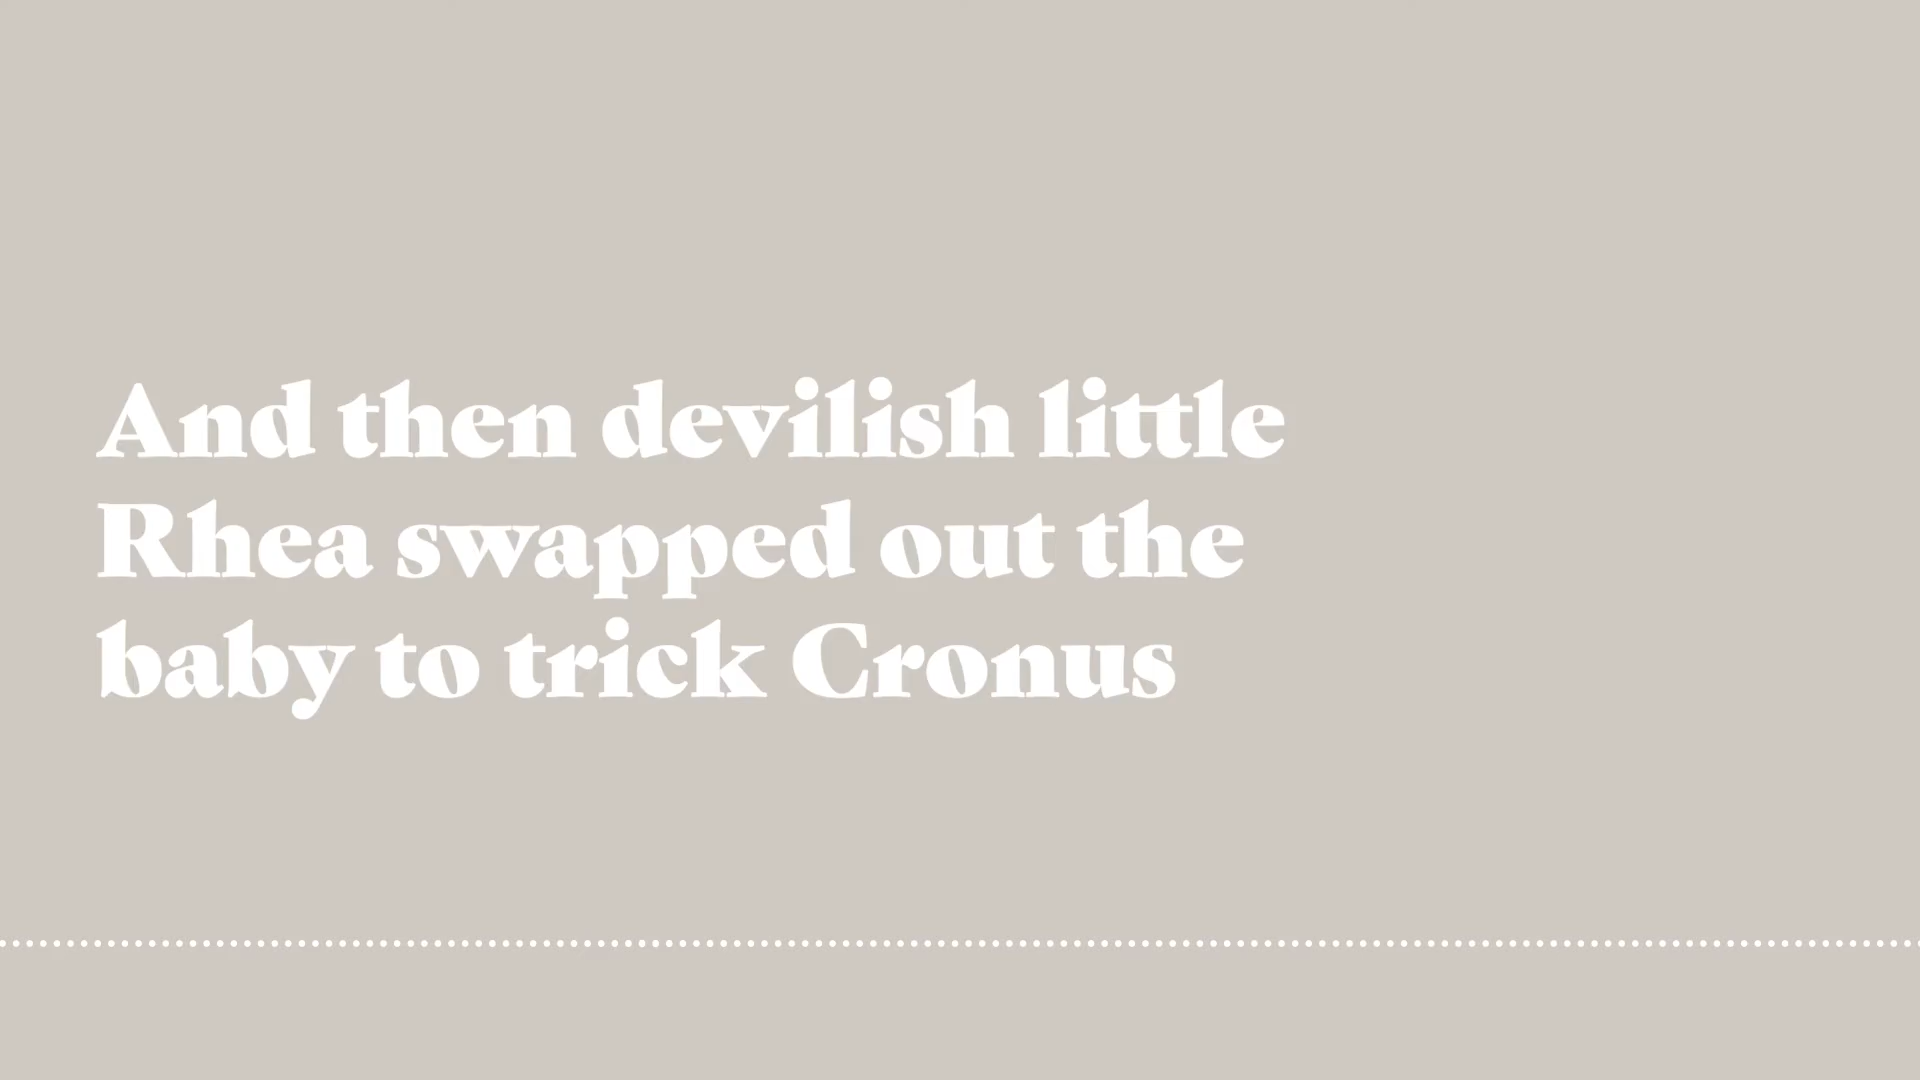 And then devilish little
Rhea swapped out the
baby to trick Cronus